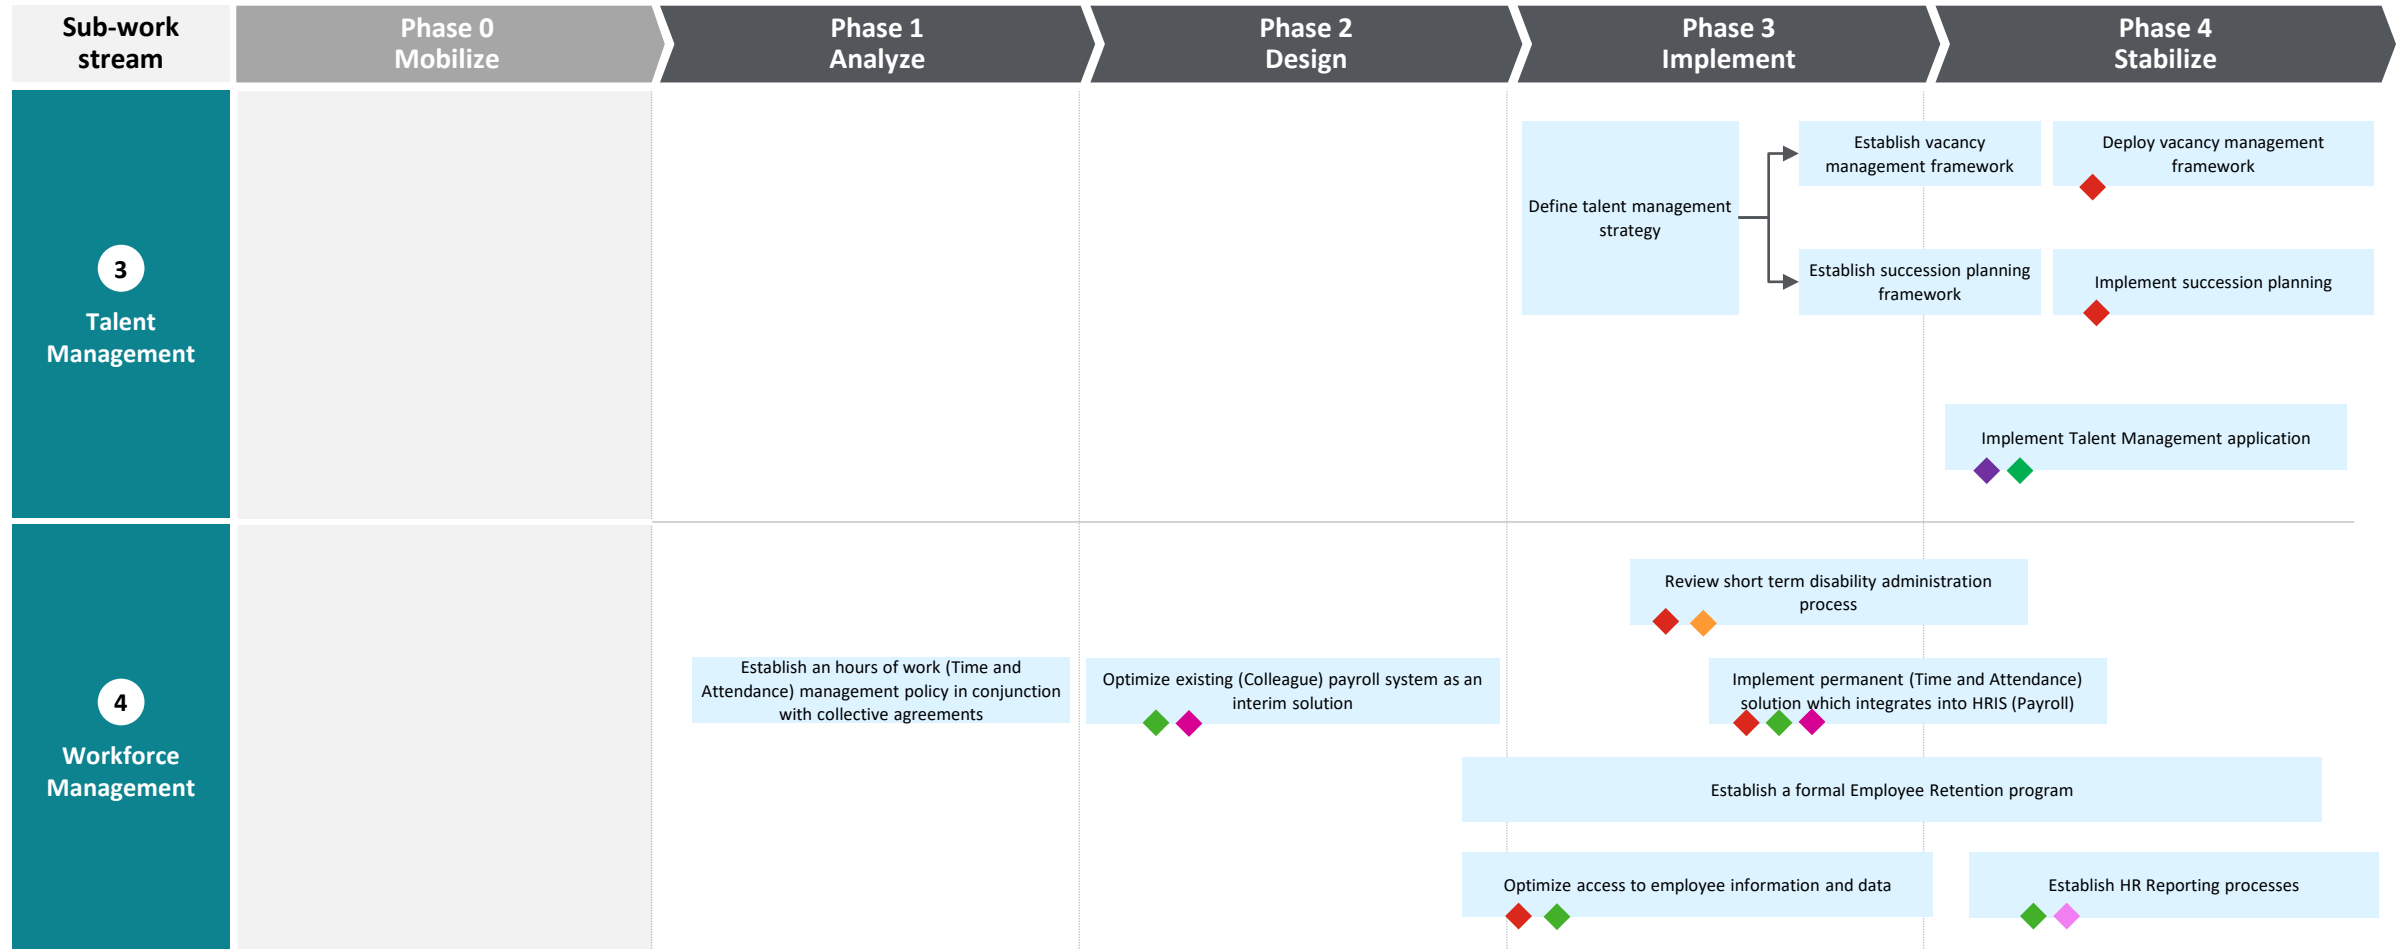 Sub-work
stream
Phase 0
Mobilize
Phase 1
Analyze
Phase 2
Design
Phase 3
Implement
Phase 4
Stabilize
3
Talent
Management
Define talent management
strategy
Establish vacancy
management framework
Deploy vacancy management
framework
Establish succession planning
framework
Implement succession planning
Implement Talent Management application
4
Workforce
Management
Review short term disability administration
process
Establish an hours of work (Time and
Attendance) management policy in conjunction
with collective agreements
Optimize existing (Colleague) payroll system as an
interim solution
Implement permanent (Time and Attendance)
solution which integrates into HRIS (Payroll)
Establish a formal Employee Retention program
Optimize access to employee information and data
Establish HR Reporting processes